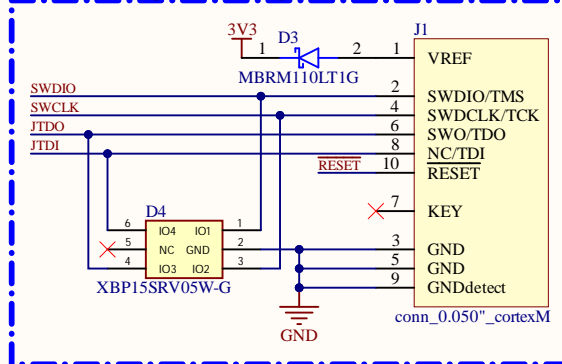 J1
3V3
D3
1
2
1
VREF
MBRM110LT1G
SWDIO
2
SWDIO/TMS
SWCLK
4
SWDCLK/TCK
JTDO
6
SWO/TDO
JTDI
8
NC/TDI
RESET
10
RESET
7
KEY
D4
6
IO4
IO1
1
5
NC
GND
2
3
GND
4
IO3
IO2
3
5
GND
9
GNDdetect
XBP15SRV05W-G
conn_0.050"_cortexM
GND